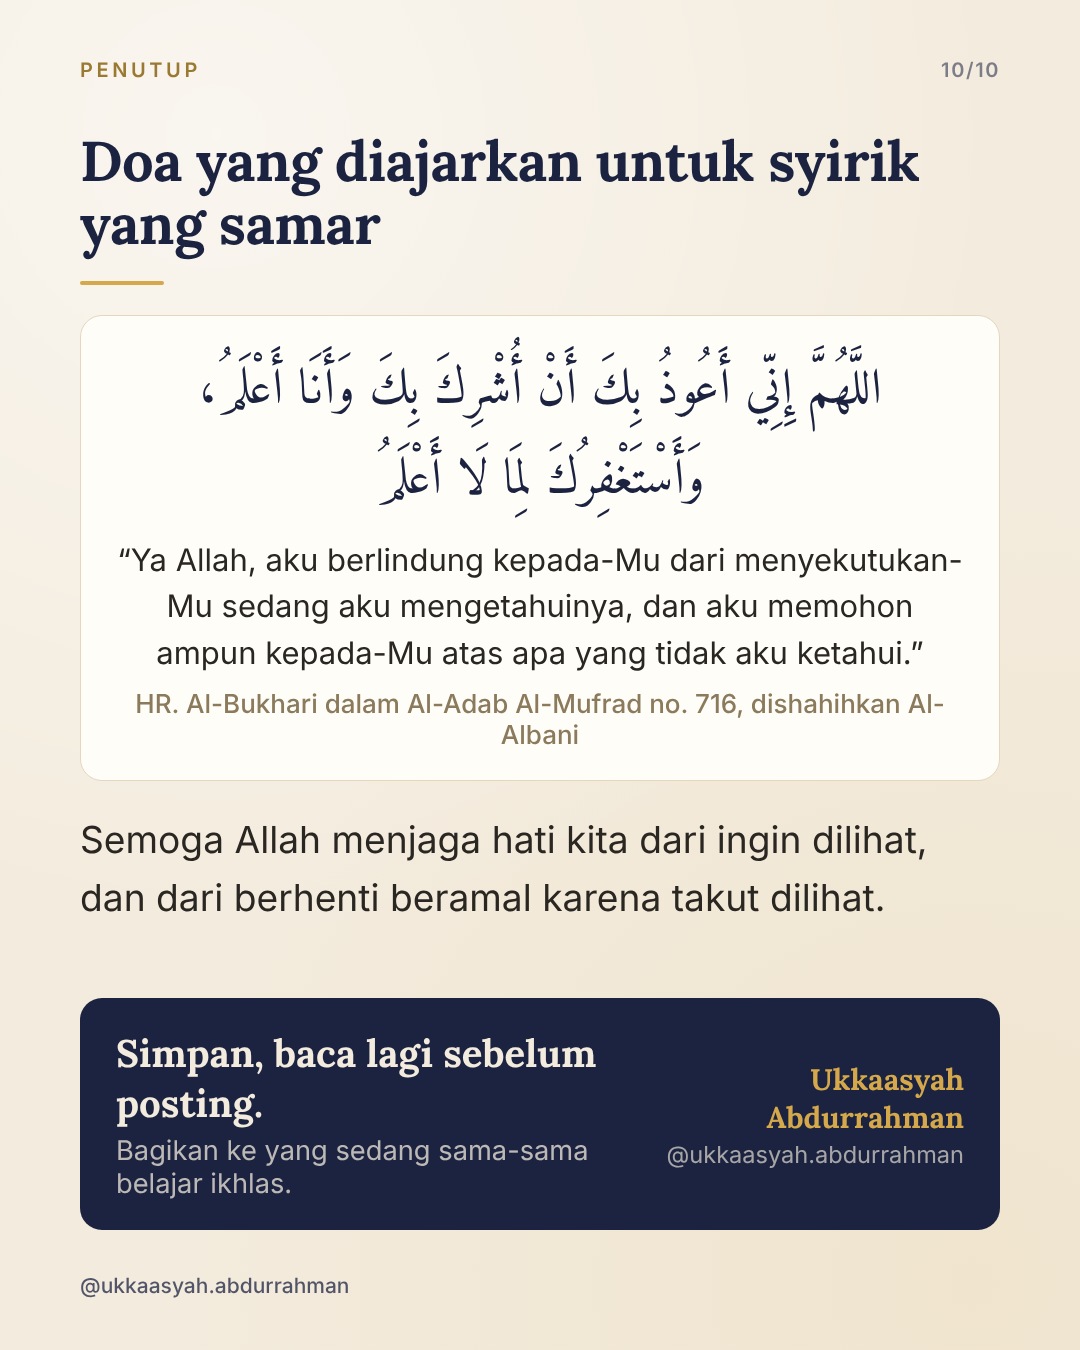 PENUTUP
10/10
Doa yang diajarkan untuk syirik
yang samar
اللَّهُمَّ إِنِّي أَعُوذُ بِكَ أَنْ أُشْرِكَ بِكَ وَأَنَا أَعْلَمُ،
وَأَسْتَغْفِرُكَ لِمَا لَا أَعْلَمُ
“Ya Allah, aku berlindung kepada-Mu dari menyekutukan-
Mu sedang aku mengetahuinya, dan aku memohon
ampun kepada-Mu atas apa yang tidak aku ketahui.”
HR. Al-Bukhari dalam Al-Adab Al-Mufrad no. 716, dishahihkan Al-
Albani
Semoga Allah menjaga hati kita dari ingin dilihat,
dan dari berhenti beramal karena takut dilihat.
Simpan, baca lagi sebelum
posting.
Bagikan ke yang sedang sama-sama
belajar ikhlas.
Ukkaasyah
Abdurrahman
@ukkaasyah.abdurrahman
@ukkaasyah.abdurrahman